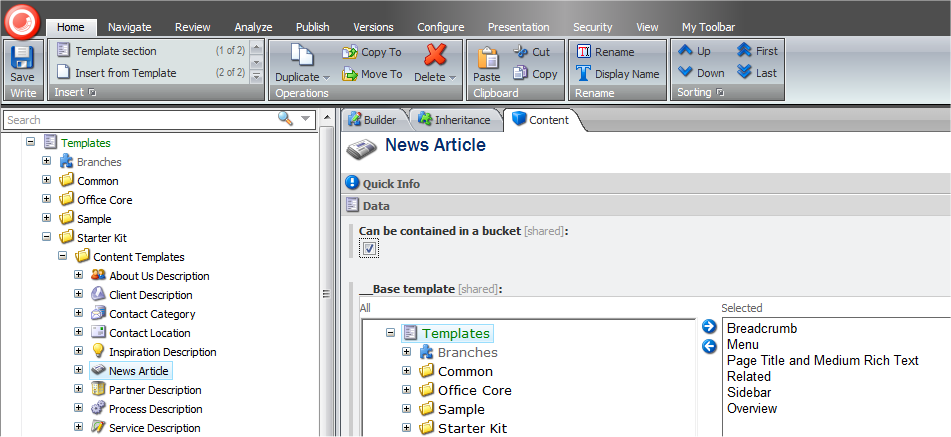 Home Navigate Review Analyze Publish Versions Configure Presentation Security View My Toolbar
Save
Write
Template section (1 of 2)
Insert from Template (2 of 2)
Insert
Duplicate
Copy To
Move To
Delete
Operations
Paste
Cut
Copy
Clipboard
Rename
Display Name
Rename
Up
Down
First
Last
Sorting
Search
Templates
Branches
Common
Office Core
Sample
Starter Kit
Content Templates
About Us Description
Client Description
Contact Category
Contact Location
Inspiration Description
News Article
Partner Description
Process Description
Service Description
Builder Inheritance Content
News Article
Quick Info
Data
Can be contained in a bucket [shared]:
__Base template [shared]:
All
Templates
Branches
Common
Office Core
Sample
Starter Kit
Selected
Breadcrumb
Menu
Page Title and Medium Rich Text
Related
Sidebar
Overview